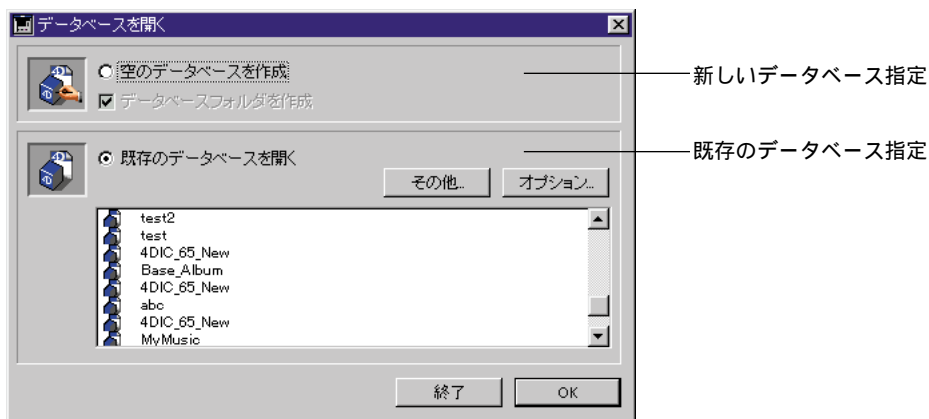 データベースを開く
空のデータベースを作成
データベースフォルダを作成
新しいデータベース指定
既存のデータベースを開く
既存のデータベース指定
その他...
オプション...
test2
test
4DIC_65_New
Base_Album
4DIC_65_New
abc
4DIC_65_New
MyMusic
終了
OK